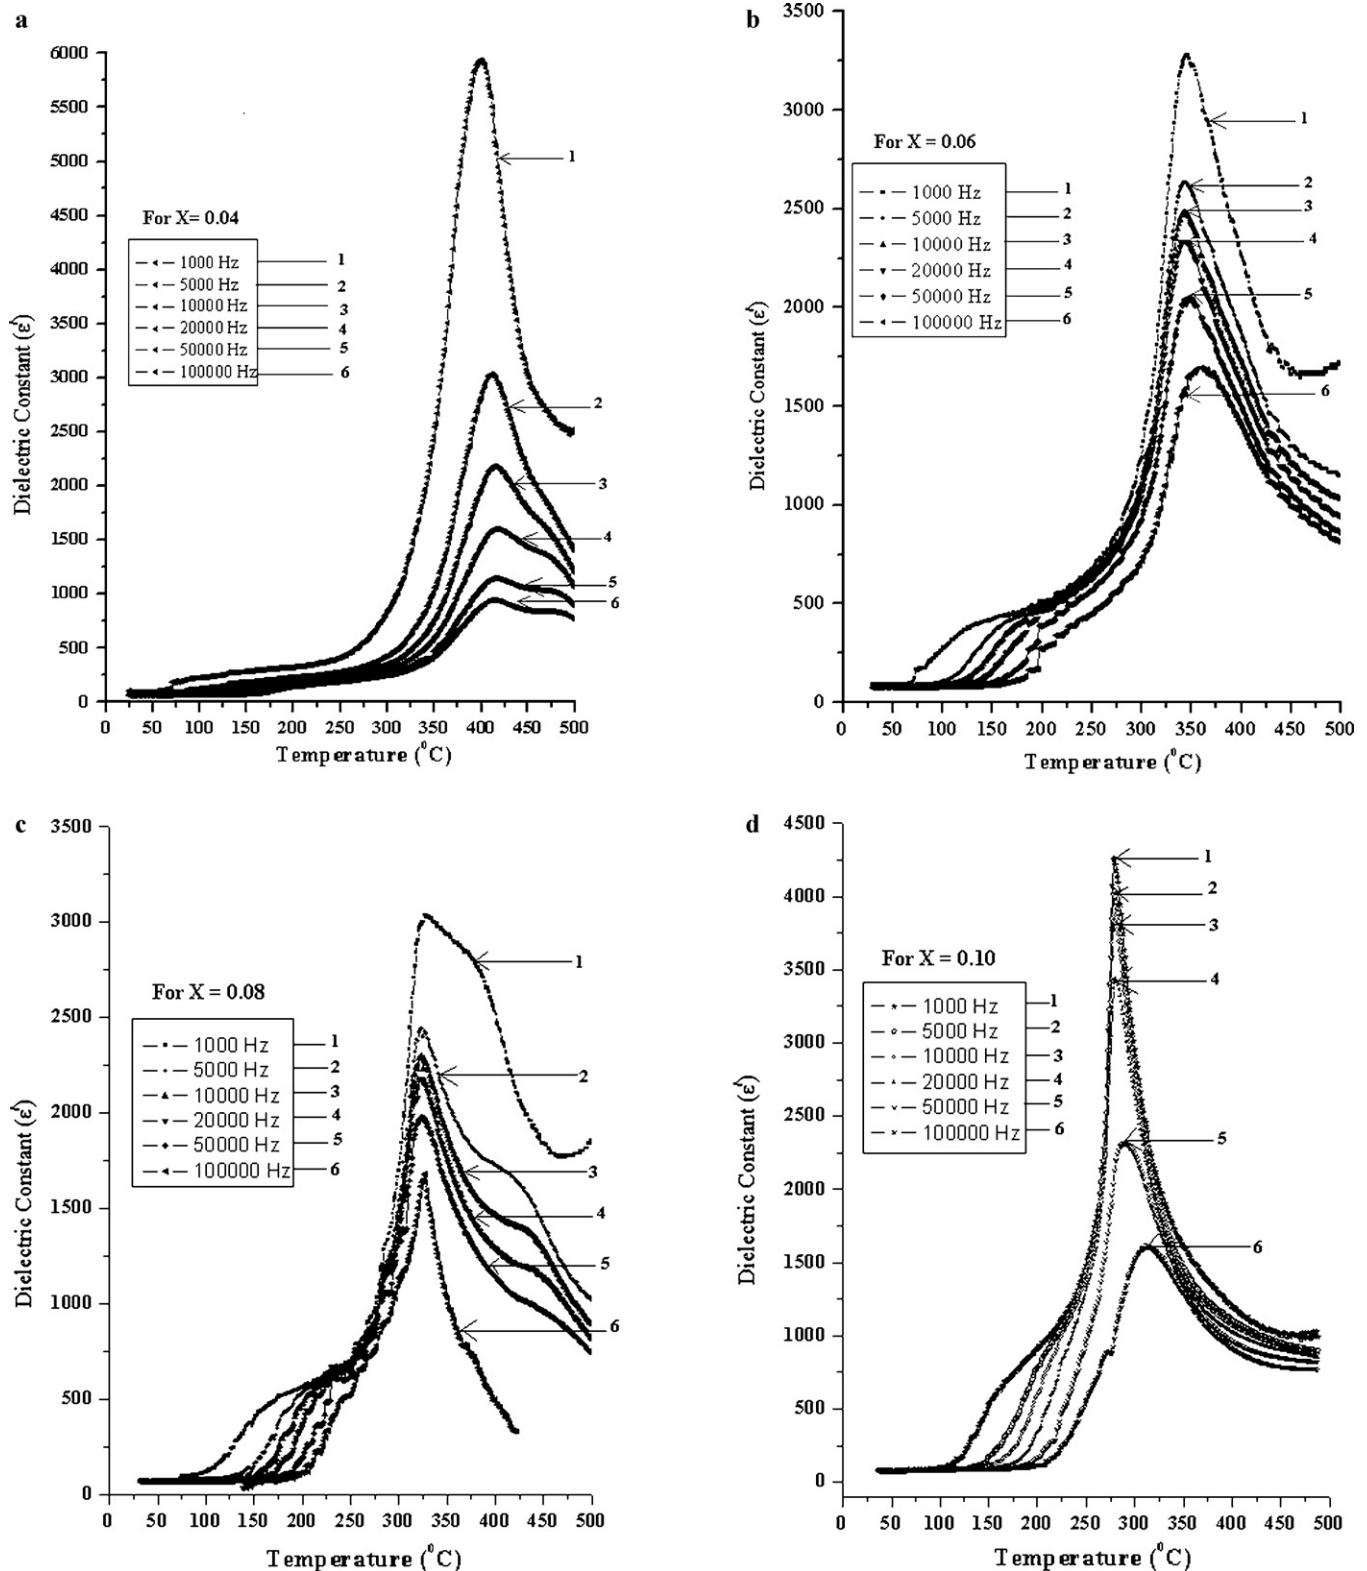 a
6000
5500
5000
4500
4000
3500
3000
2500
2000
1500
1000
500
0
Dielectric Constant (ε')
For X= 0.04
1000 Hz 1
5000 Hz 2
10000 Hz 3
20000 Hz 4
50000 Hz 5
100000 Hz 6
1
2
3
4
5
6
0 50 100 150 200 250 300 350 400 450 500
Temperature (⁰C)
b
3500
3000
2500
2000
1500
1000
500
0
Dielectric Constant (ε')
For X = 0.06
1000 Hz 1
5000 Hz 2
10000 Hz 3
20000 Hz 4
50000 Hz 5
100000 Hz 6
1
2
3
4
5
6
0 50 100 150 200 250 300 350 400 450 500
Temperature (⁰C)
c
3500
3000
2500
2000
1500
1000
500
0
Dielectric Constant (ε')
For X = 0.08
1000 Hz 1
5000 Hz 2
10000 Hz 3
20000 Hz 4
50000 Hz 5
100000 Hz 6
1
2
3
4
5
6
0 50 100 150 200 250 300 350 400 450 500
Temperature (⁰C)
d
4500
4000
3500
3000
2500
2000
1500
1000
500
0
Dielectric Constant (ε')
For X = 0.10
1000 Hz 1
5000 Hz 2
10000 Hz 3
20000 Hz 4
50000 Hz 5
100000 Hz 6
1
2
3
4
5
6
0 50 100 150 200 250 300 350 400 450 500
Temperature (⁰C)